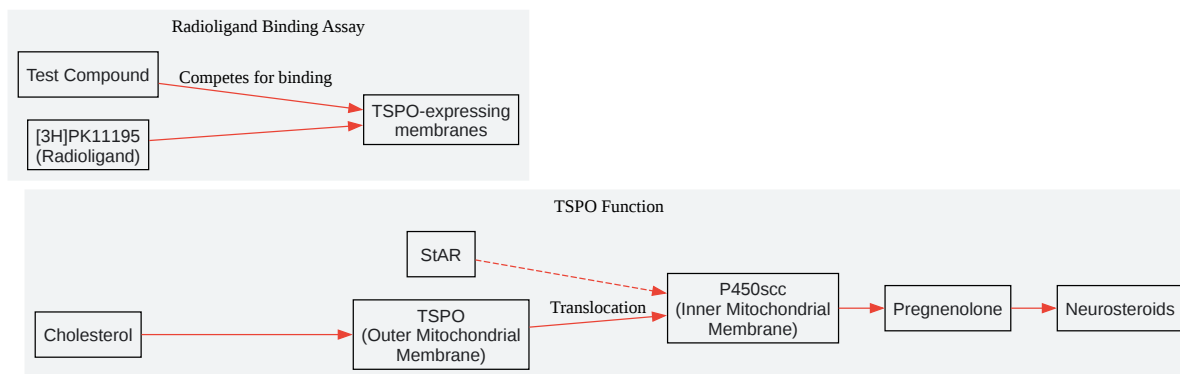 Radioligand Binding Assay
Test Compound
Competes for binding
[3H]PK11195
(Radioligand)
TSPO-expressing
membranes
TSPO Function
StAR
Cholesterol
TSPO
(Outer Mitochondrial
Membrane)
Translocation
P450scc
(Inner Mitochondrial
Membrane)
Pregnenolone
Neurosteroids